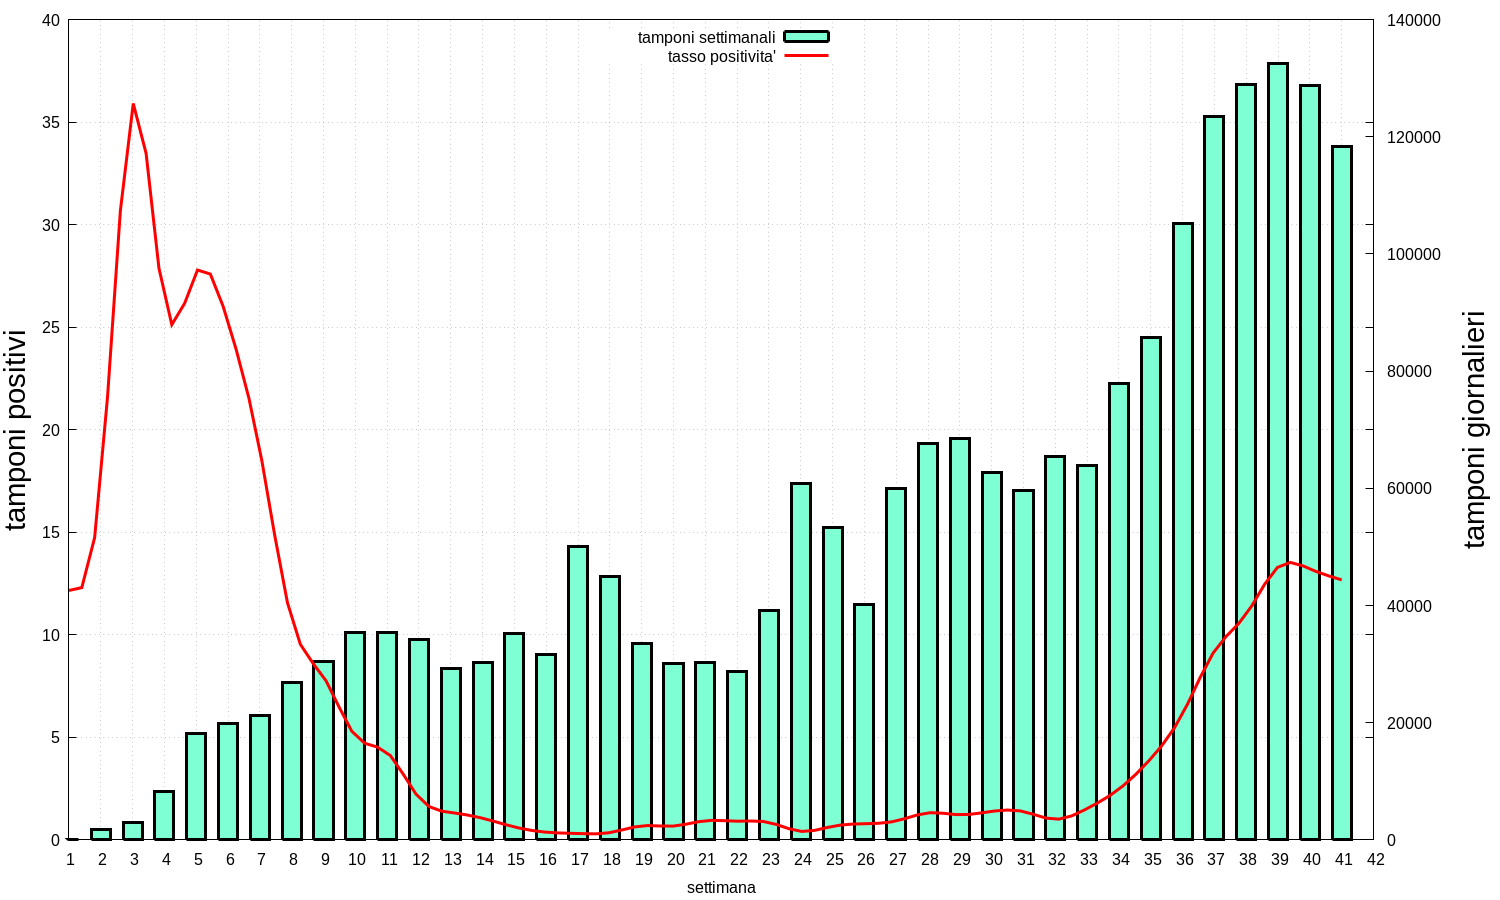 tamponi settimanali
tasso positivita'
40
35
30
25
20
15
10
5
0
tamponi positivi
140000
120000
100000
80000
60000
40000
20000
0
tamponi giornalieri
1 2 3 4 5 6 7 8 9 10 11 12 13 14 15 16 17 18 19 20 21 22 23 24 25 26 27 28 29 30 31 32 33 34 35 36 37 38 39 40 41 42
settimana